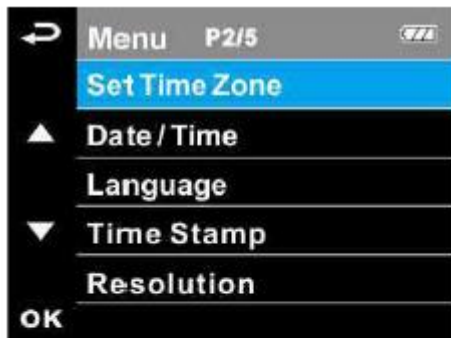 Menu P2/5
Set Time Zone
Date / Time
Language
Time Stamp
Resolution
OK